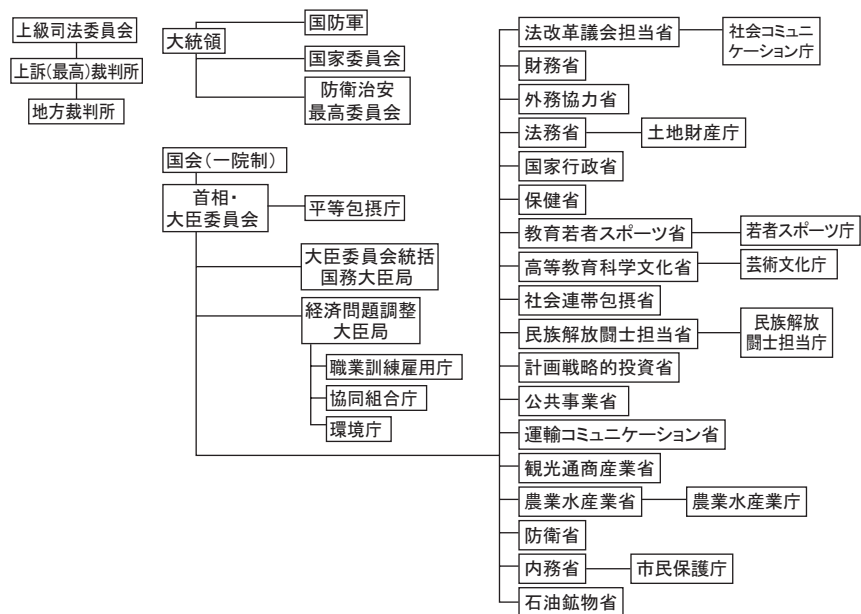 上級司法委員会
上訴(最高)裁判所
地方裁判所
大統領
国防軍
国家委員会
防衛治安
最高委員会
国会(一院制)
首相・
大臣委員会
平等包摂庁
大臣委員会統括
国務大臣局
経済問題調整
大臣局
職業訓練雇用庁
協同組合庁
環境庁
法改革議会担当省
社会コミュニ
ケーション庁
財務省
外務協力省
法務省
土地財産庁
国家行政省
保健省
教育若者スポーツ省
若者スポーツ庁
高等教育科学文化省
芸術文化庁
社会連帯包摂省
民族解放闘士担当省
民族解放
闘士担当庁
計画戦略的投資省
公共事業省
運輸コミュニケーション省
観光通商産業省
農業水産業省
農業水産業庁
防衛省
内務省
市民保護庁
石油鉱物省